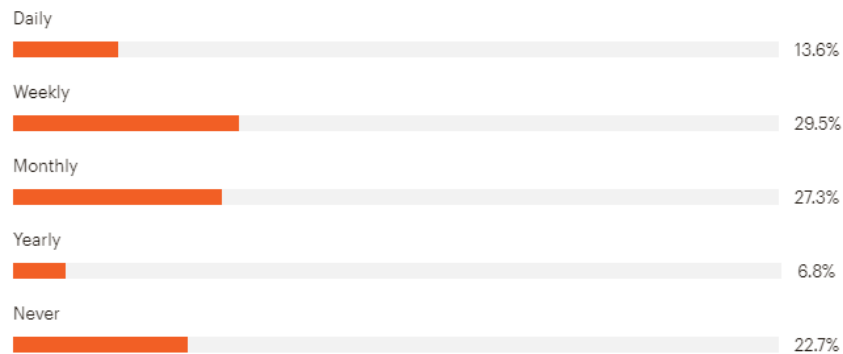 Daily
13.6%
Weekly
29.5%
Monthly
27.3%
Yearly
6.8%
Never
22.7%